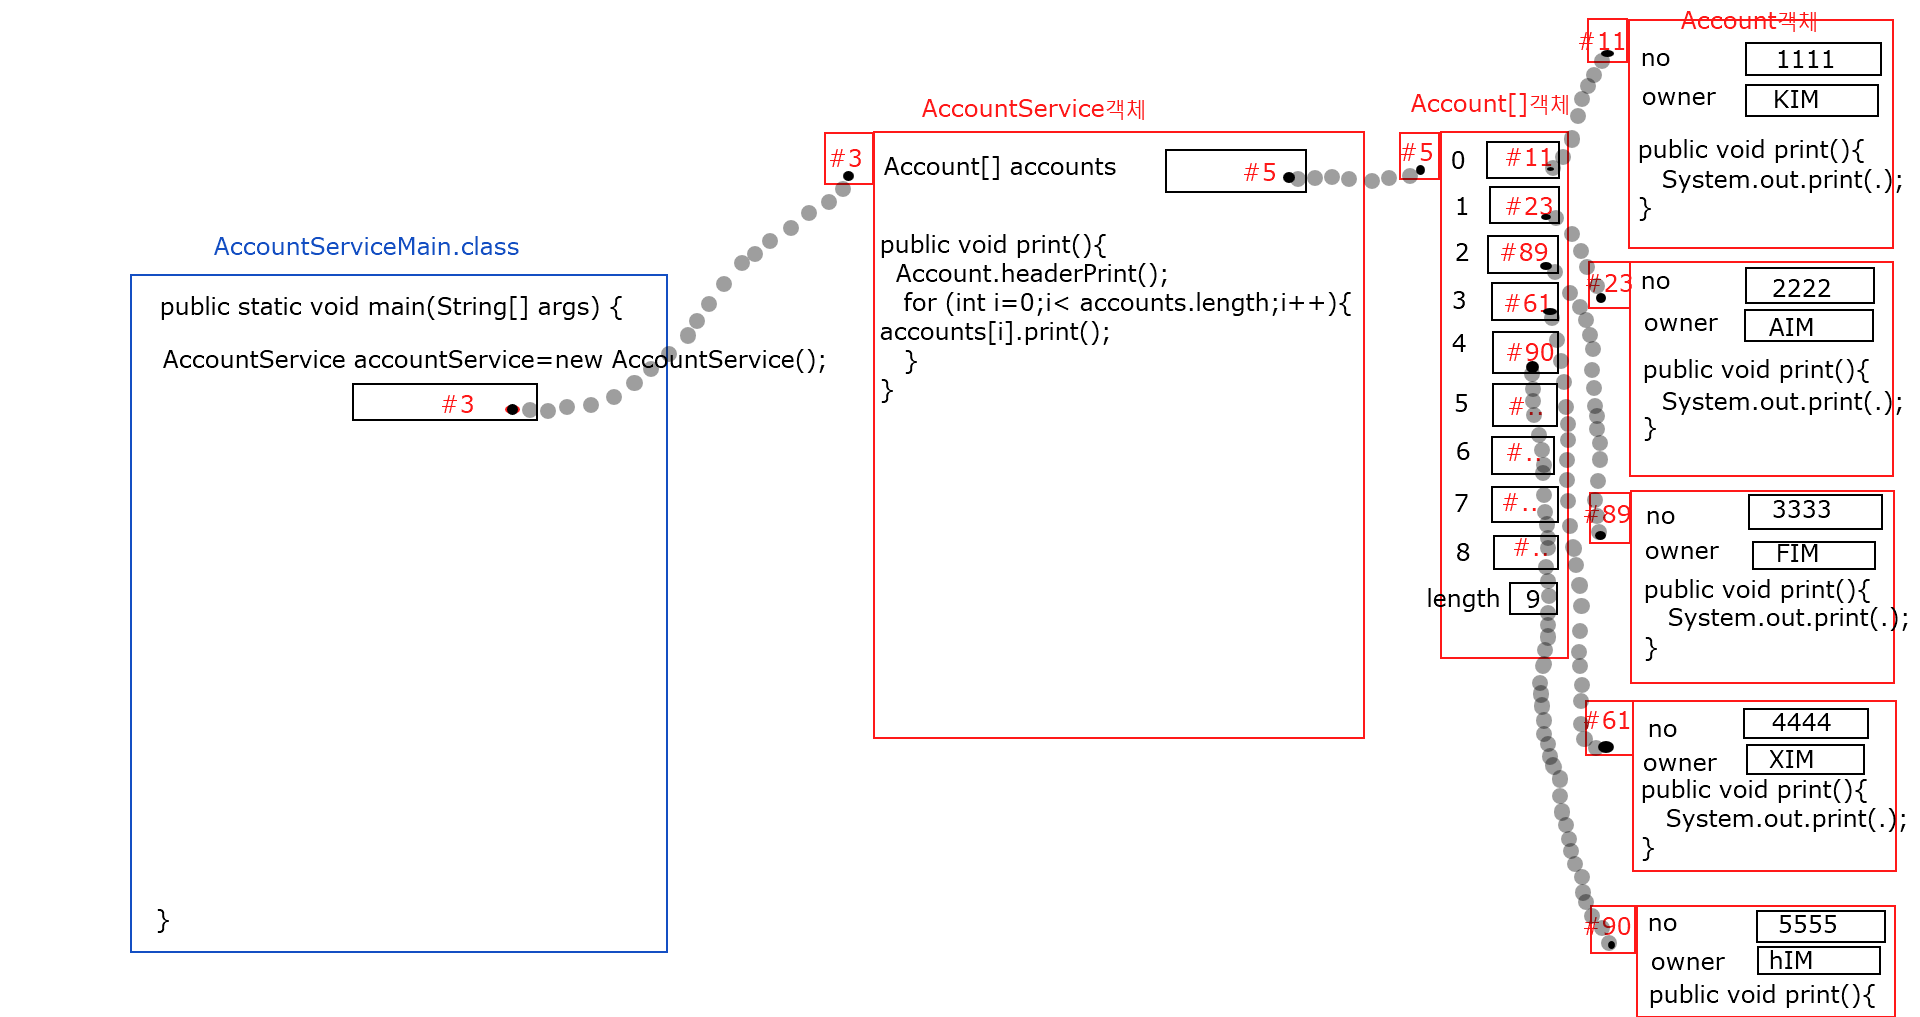 AccountServiceMain.class
public static void main(String[] args) {
AccountService accountService=new AccountService();
#3
}
AccountService객체
#3
Account[] accounts
#5
public void print(){
Account.headerPrint();
for (int i=0;i< accounts.length;i++){
accounts[i].print();
}
}
Account[]객체
#5
0 #11
1 #23
2 #89
3 #61
4 #90
5 #..
6 #..
7 #..
8 #..
length 9
Account객체
#11
no 1111
owner KIM
public void print(){
System.out.print(.);
}
#23
no 2222
owner AIM
public void print(){
System.out.print(.);
}
#89
no 3333
owner FIM
public void print(){
System.out.print(.);
}
#61
no 4444
owner XIM
public void print(){
System.out.print(.);
}
#90
no 5555
owner hIM
public void print(){